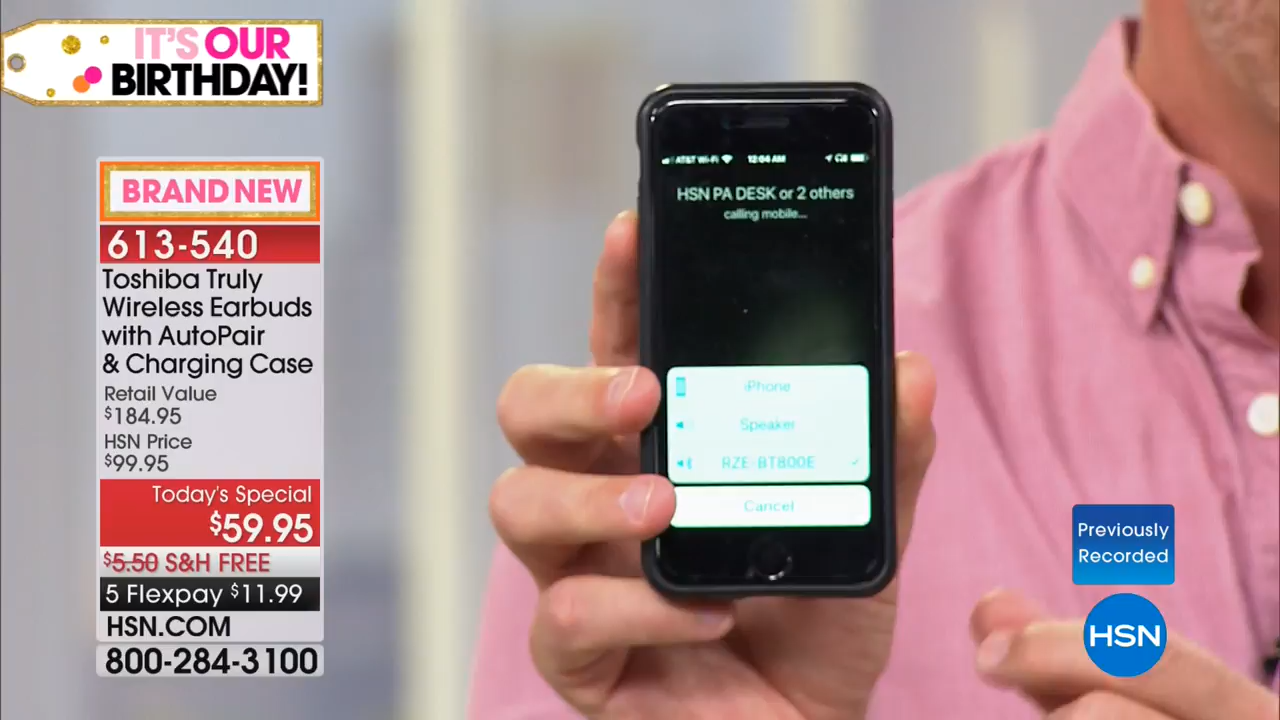 IT'S OUR
BIRTHDAY!
BRAND NEW
613-540
Toshiba Truly
Wireless Earbuds
with AutoPair
& Charging Case
Retail Value
$184.95
HSN Price
$99.95
Today's Special
$59.95
$5.50 S&H FREE
5 Flexpay $11.99
HSN.COM
800-284-3100
AT&T Wi-Fi 12:04 AM
HSN PA DESK or 2 others
calling mobile...
iPhone
Speaker
RZE-BT800E
Cancel
Previously
Recorded
HSN